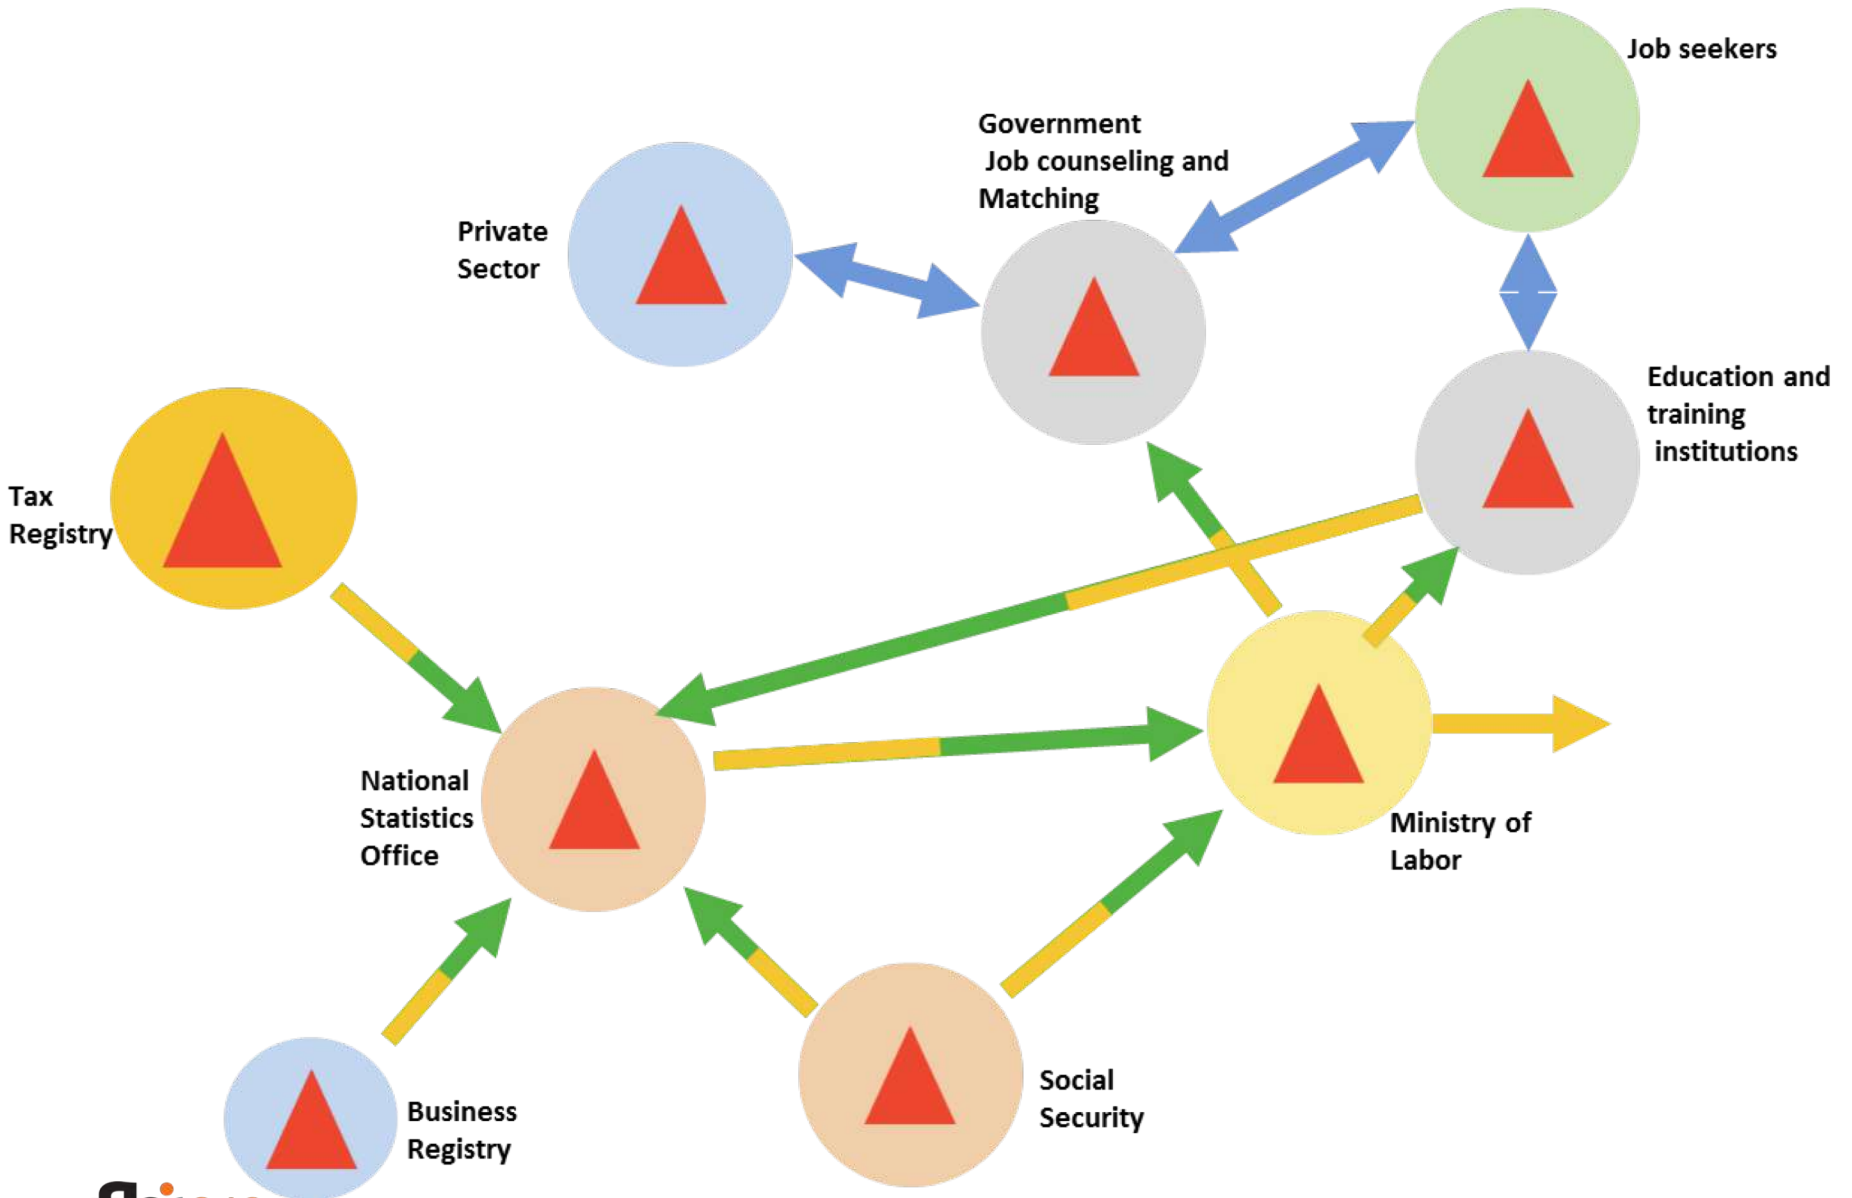 Job seekers
Government
Job counseling and
Matching
Private
Sector
Education and
training
institutions
Tax
Registry
National
Statistics
Office
Ministry of
Labor
Social
Security
Business
Registry